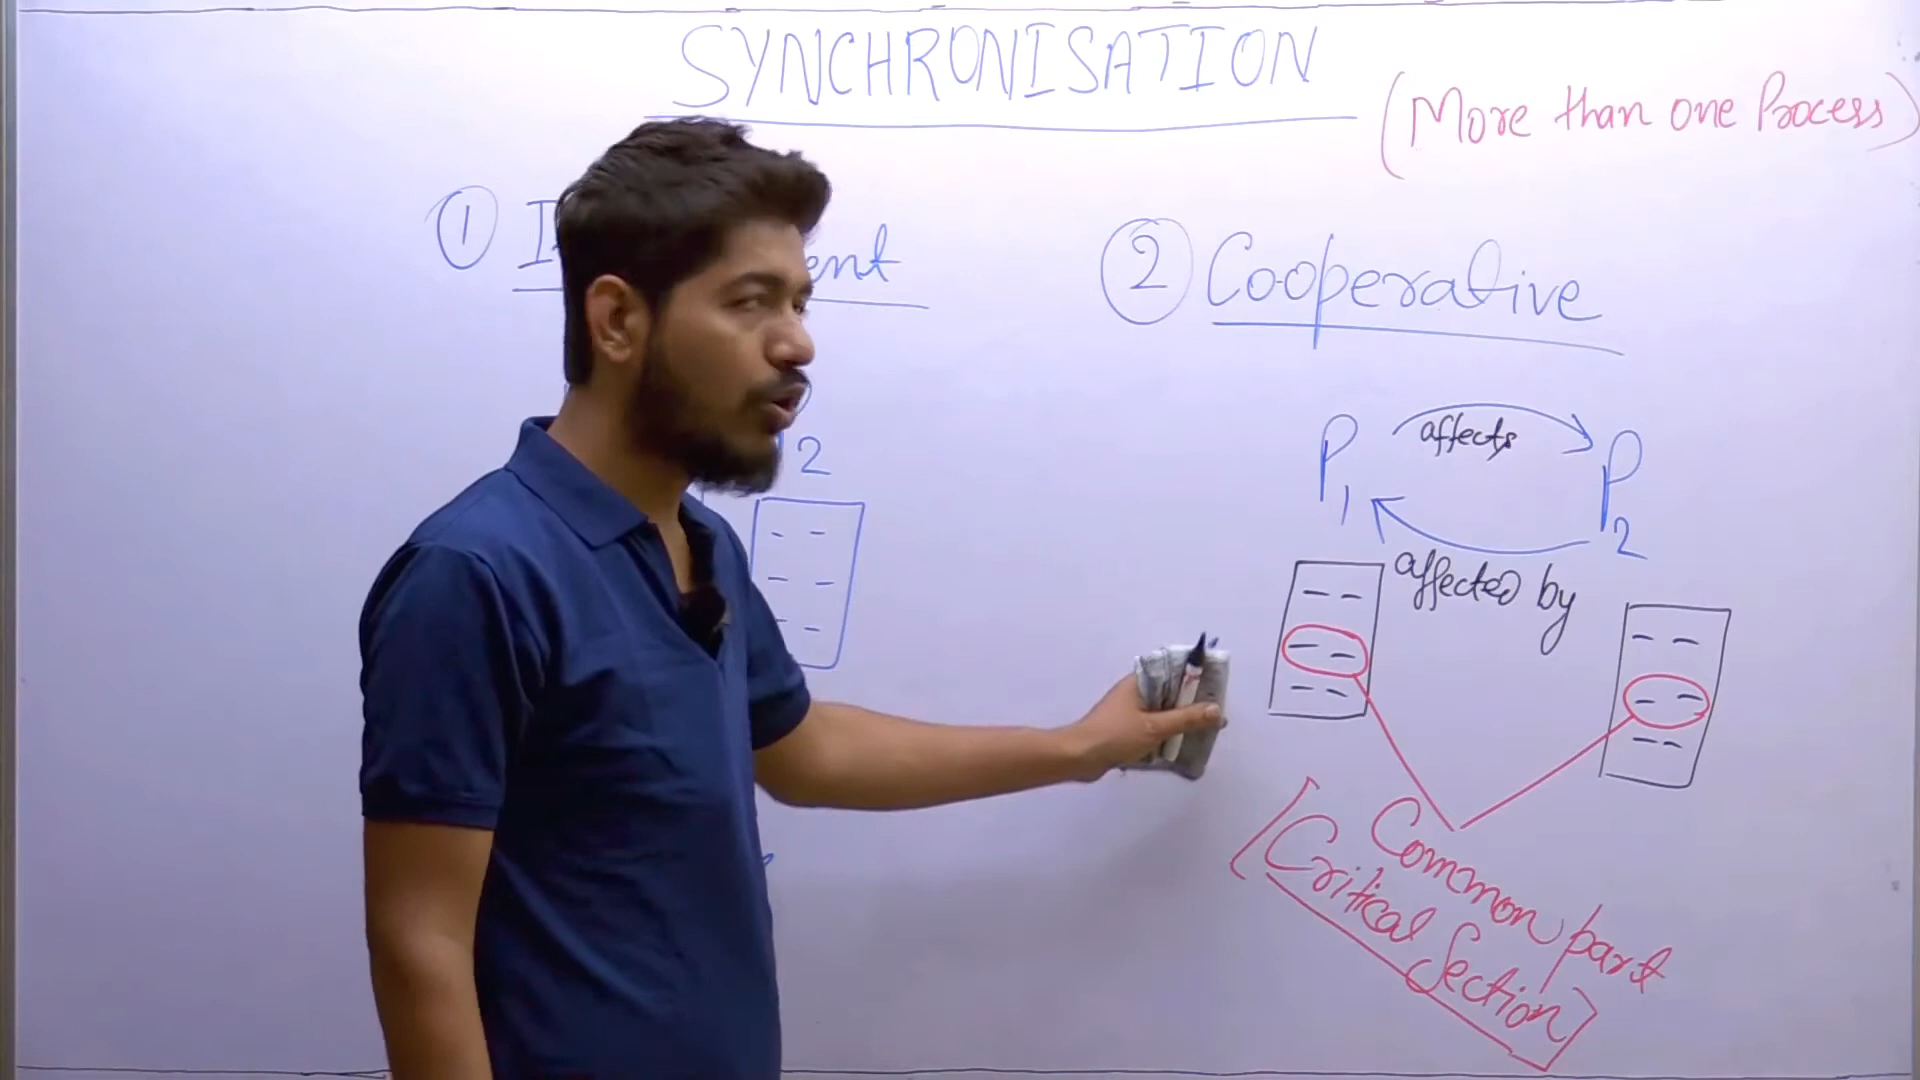 SYNCHRONISATION
(More than one Process)
① I ent
② Cooperative
P1 affects P2
affected by
2
Common part
[Critical Section]